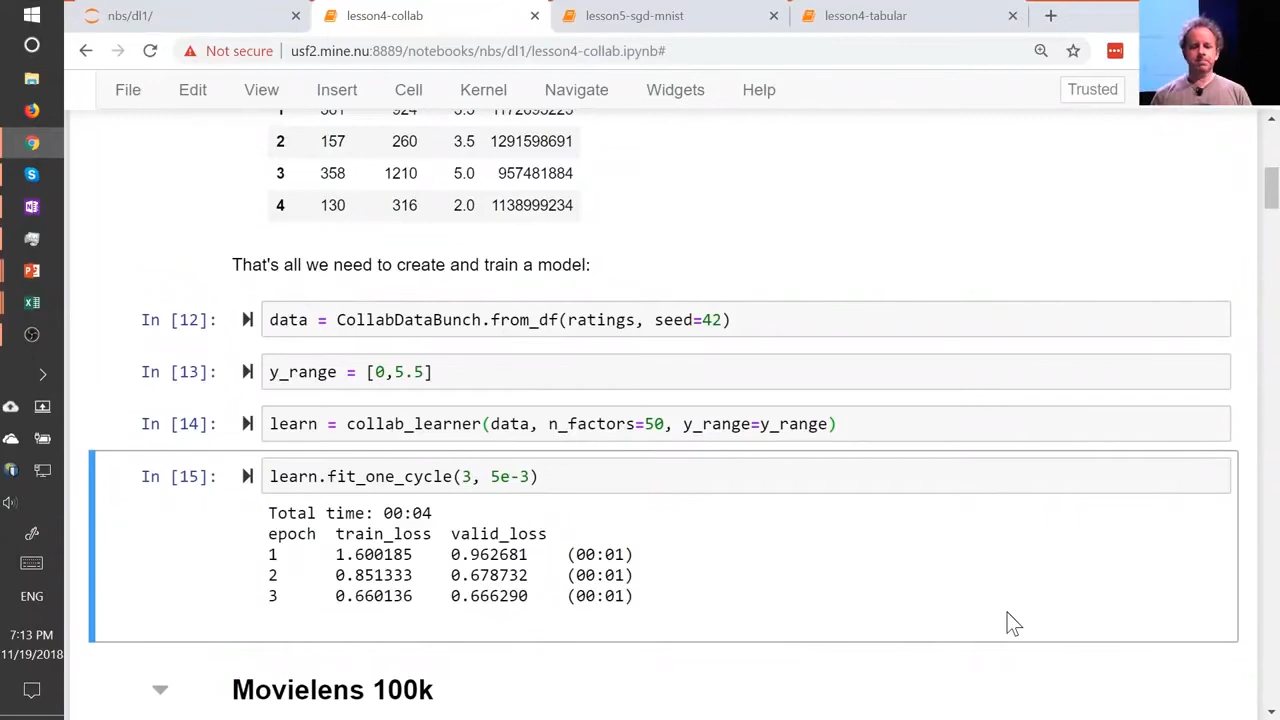 nbs/dl1/
lesson4-collab
lesson5-sgd-mnist
lesson4-tabular
Not secure
usf2.mine.nu:8889/notebooks/nbs/dl1/lesson4-collab.ipynb#
File Edit View Insert Cell Kernel Navigate Widgets Help
Trusted
2 157 260 3.5 1291598691
3 358 1210 5.0 957481884
4 130 316 2.0 1138999234
That's all we need to create and train a model:
In [12]: data = CollabDataBunch.from_df(ratings, seed=42)
In [13]: y_range = [0,5.5]
In [14]: learn = collab_learner(data, n_factors=50, y_range=y_range)
In [15]: learn.fit_one_cycle(3, 5e-3)
Total time: 00:04
epoch train_loss valid_loss
1 1.600185 0.962681 (00:01)
2 0.851333 0.678732 (00:01)
3 0.660136 0.666290 (00:01)
Movielens 100k
ENG
7:13 PM
11/19/2018